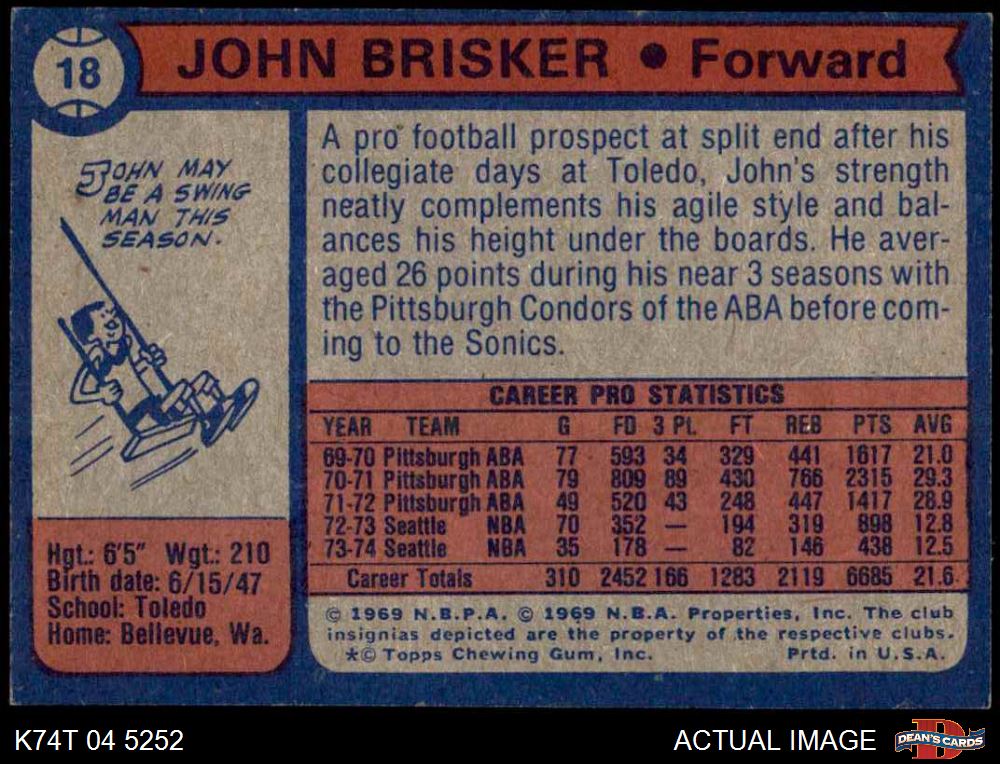 18
JOHN BRISKER • Forward
JOHN MAY
BE A SWING
MAN THIS
SEASON.
A pro football prospect at split end after his
collegiate days at Toledo, John's strength
neatly complements his agile style and bal-
ances his height under the boards. He aver-
aged 26 points during his near 3 seasons with
the Pittsburgh Condors of the ABA before com-
ing to the Sonics.
Hgt.: 6'5" Wgt.: 210
Birth date: 6/15/47
School: Toledo
Home: Bellevue, Wa.
CAREER PRO STATISTICS
YEAR TEAM G FD 3 PL FT REB PTS AVG
69-70 Pittsburgh ABA 77 593 34 329 441 1617 21.0
70-71 Pittsburgh ABA 79 809 89 430 766 2315 29.3
71-72 Pittsburgh ABA 49 520 43 248 447 1417 28.9
72-73 Seattle NBA 70 352 — 194 319 898 12.8
73-74 Seattle NBA 35 178 — 82 146 438 12.5
Career Totals 310 2452 166 1283 2119 6685 21.6
© 1969 N.B.P.A. © 1969 N.B.A. Properties, Inc. The club
insignias depicted are the property of the respective clubs.
*© Topps Chewing Gum, Inc. Prtd. in U.S.A.
K74T 04 5252
ACTUAL IMAGE
DEAN'S CARDS